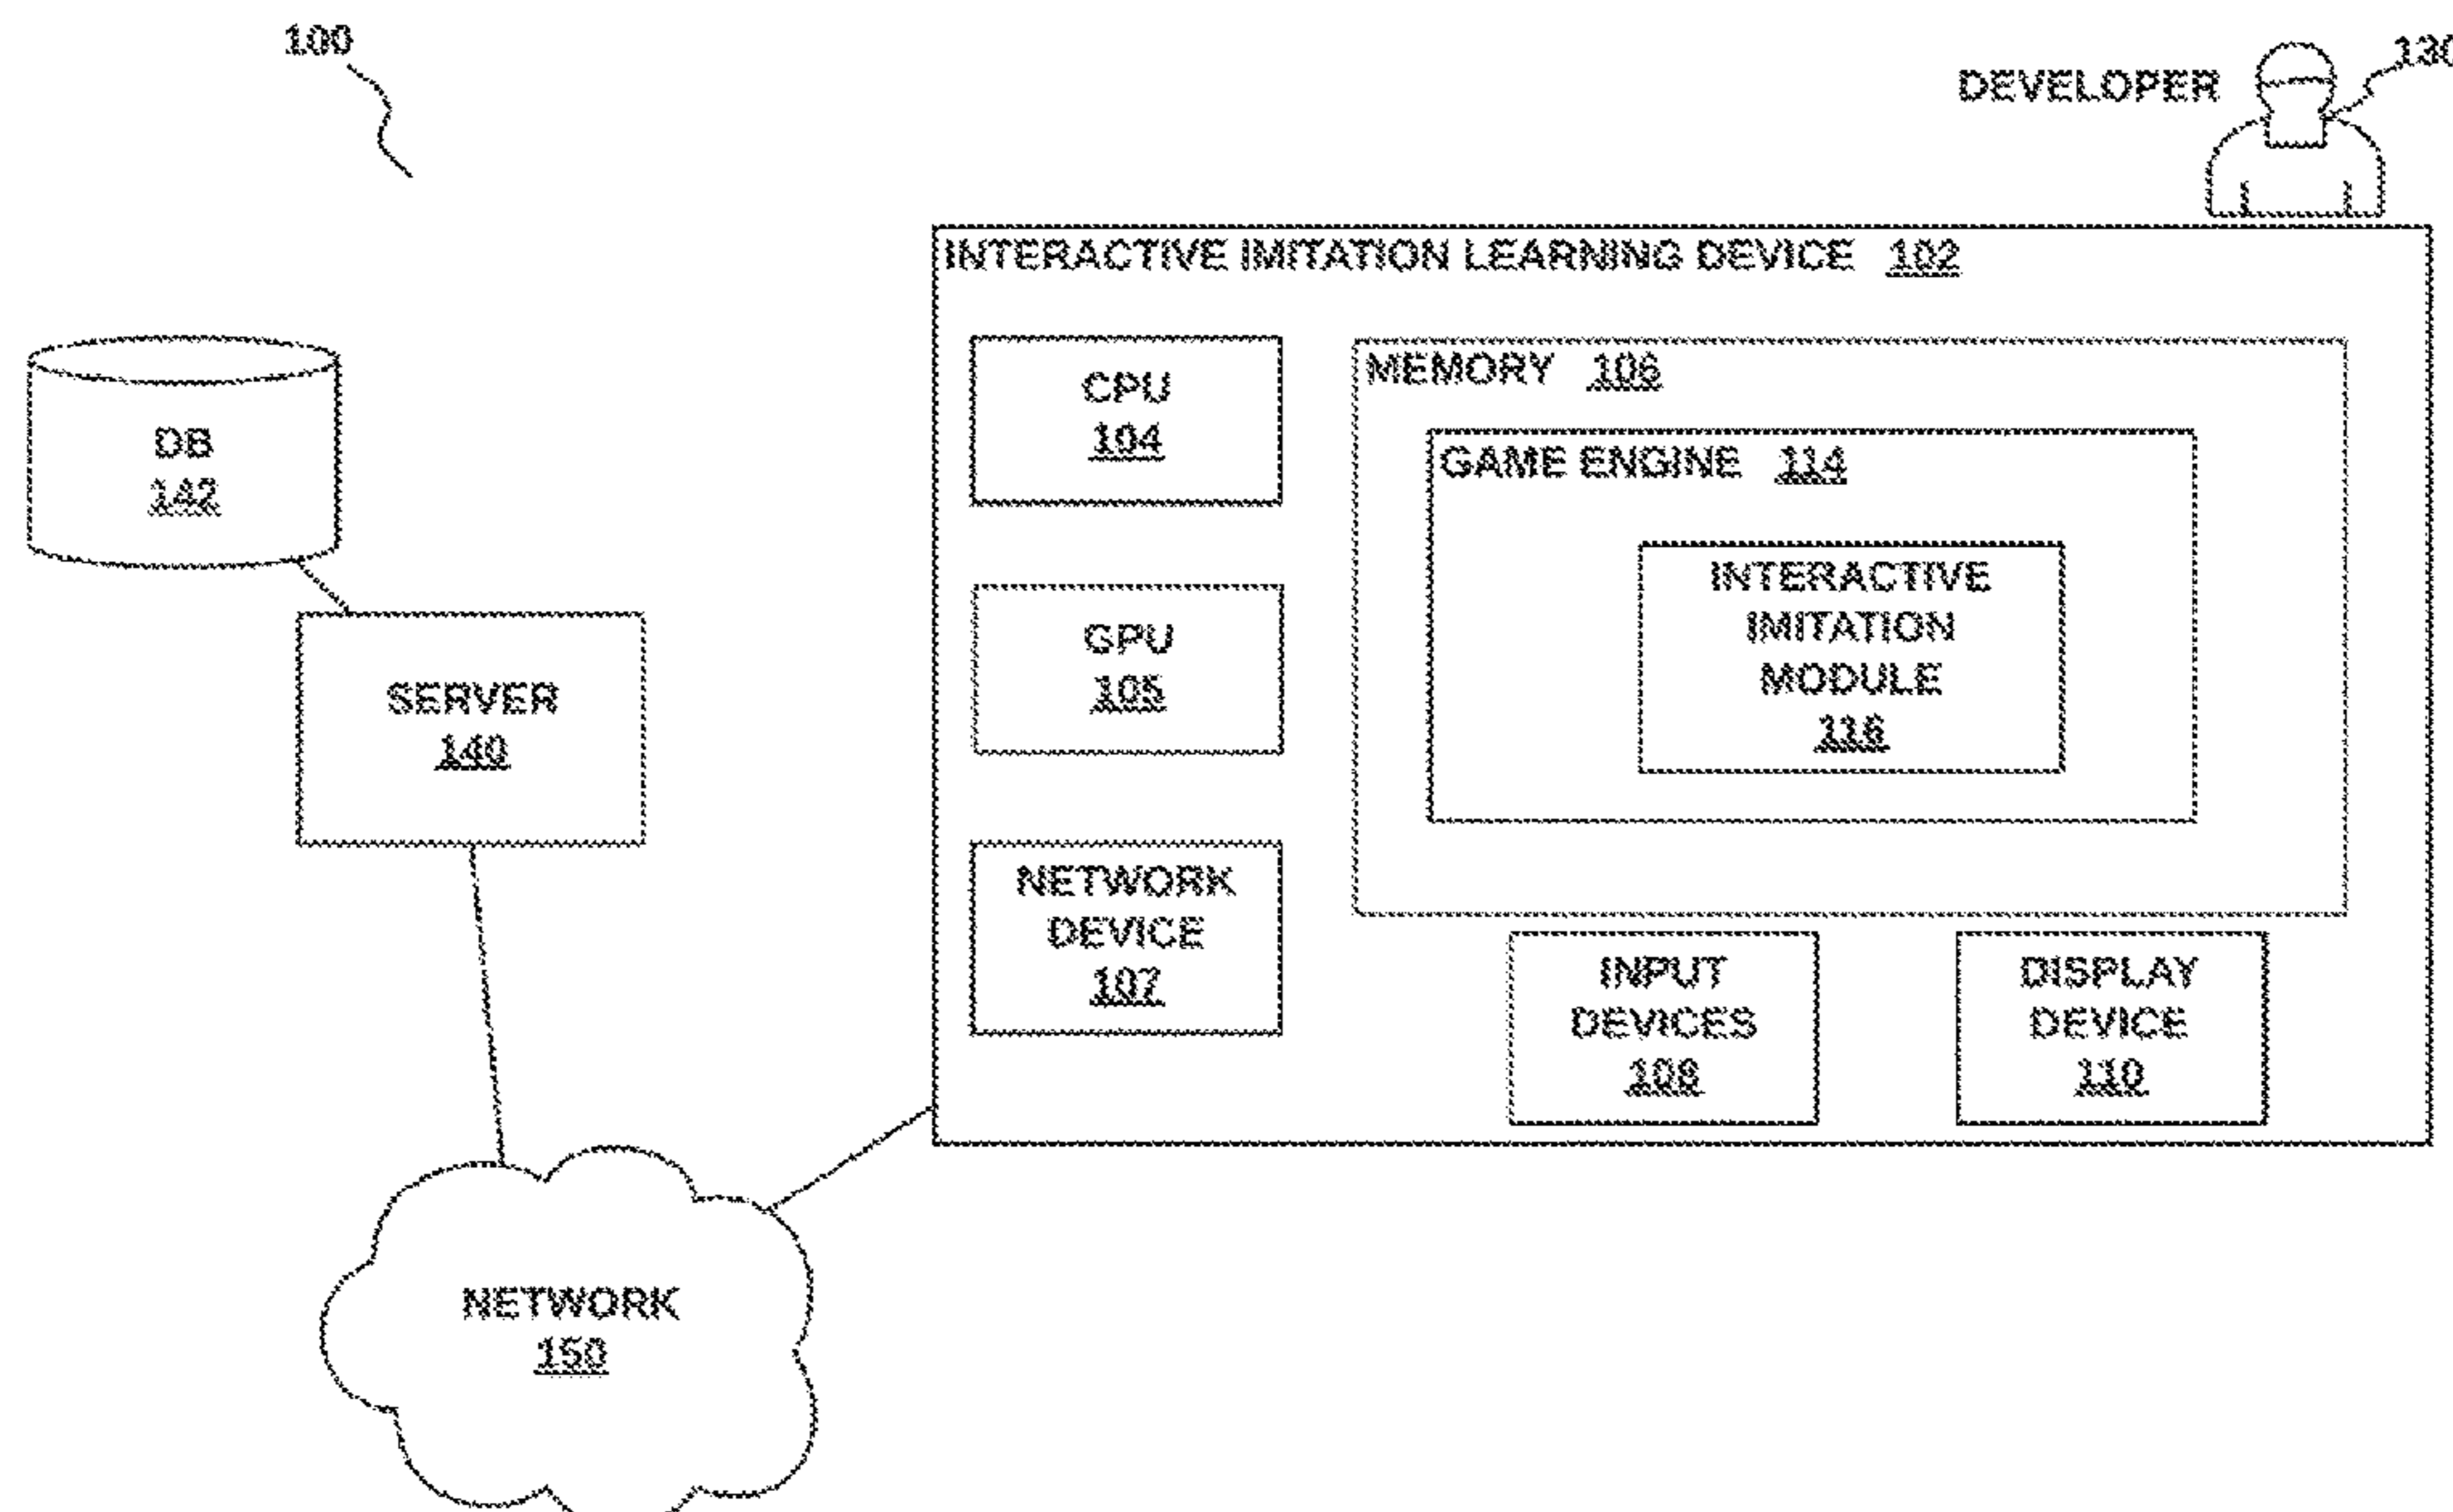 100
DEVELOPER
130
INTERACTIVE IMITATION LEARNING DEVICE 102
DB
142
SERVER
140
NETWORK
150
CPU
104
GPU
105
NETWORK
DEVICE
107
MEMORY 106
GAME ENGINE 114
INTERACTIVE
IMITATION
MODULE
116
INPUT
DEVICES
108
DISPLAY
DEVICE
110